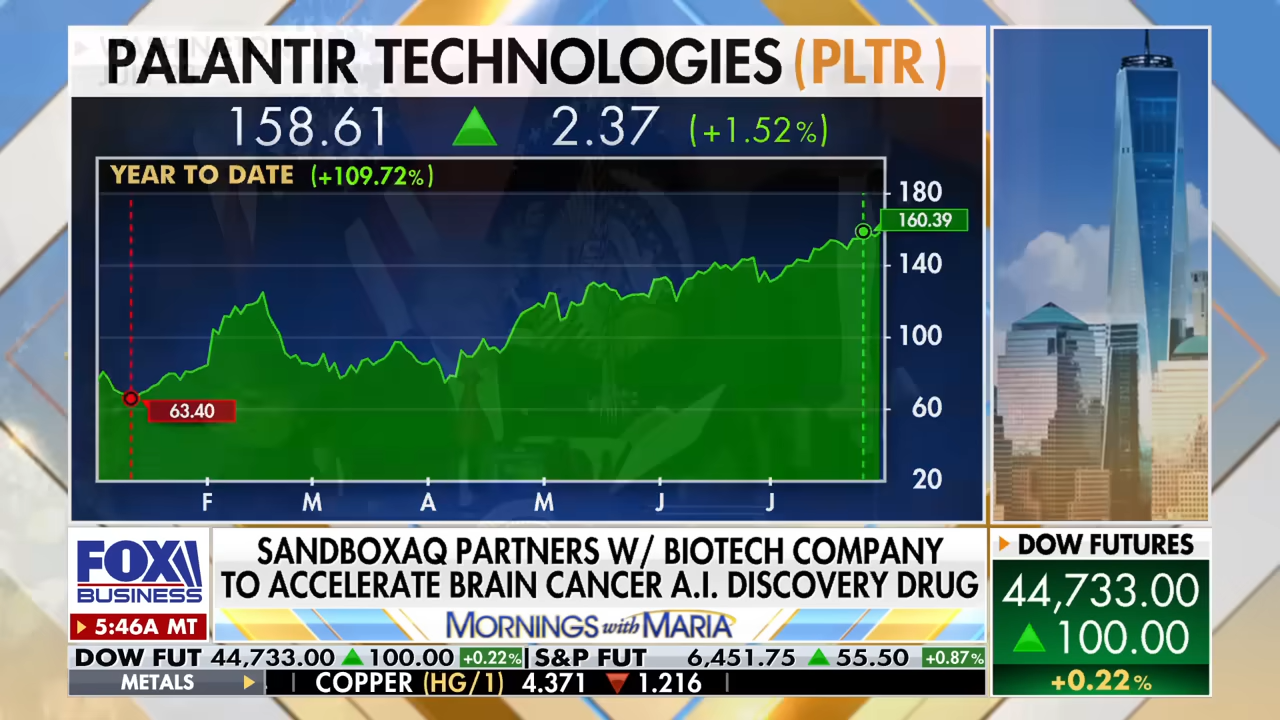 PALANTIR TECHNOLOGIES (PLTR)
158.61 ▲ 2.37 (+1.52%)
YEAR TO DATE (+109.72%)
180
160.39
140
100
63.40
60
20
F M A M J J
FOX BUSINESS
5:46A MT
SANDBOXAQ PARTNERS W/ BIOTECH COMPANY
TO ACCELERATE BRAIN CANCER A.I. DISCOVERY DRUG
MORNINGS with MARIA
DOW FUTURES
44,733.00
▲ 100.00
+0.22%
DOW FUT 44,733.00 ▲ 100.00 +0.22% S&P FUT 6,451.75 ▲ 55.50 +0.87%
METALS COPPER (HG/1) 4.371 ▼ 1.216